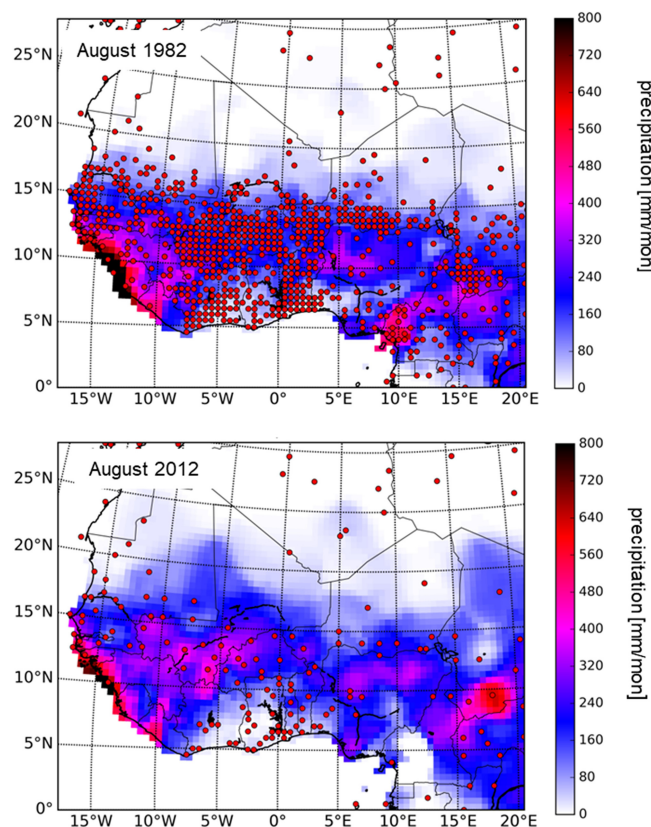 August 1982
25°N
20°N
15°N
10°N
5°N
0°
15°W
10°W
5°W
0°
5°E
10°E
15°E
20°E
800
720
640
560
480
400
320
240
160
80
0
precipitation [mm/mon]
August 2012
25°N
20°N
15°N
10°N
5°N
0°
15°W
10°W
5°W
0°
5°E
10°E
15°E
20°E
800
720
640
560
480
400
320
240
160
80
0
precipitation [mm/mon]